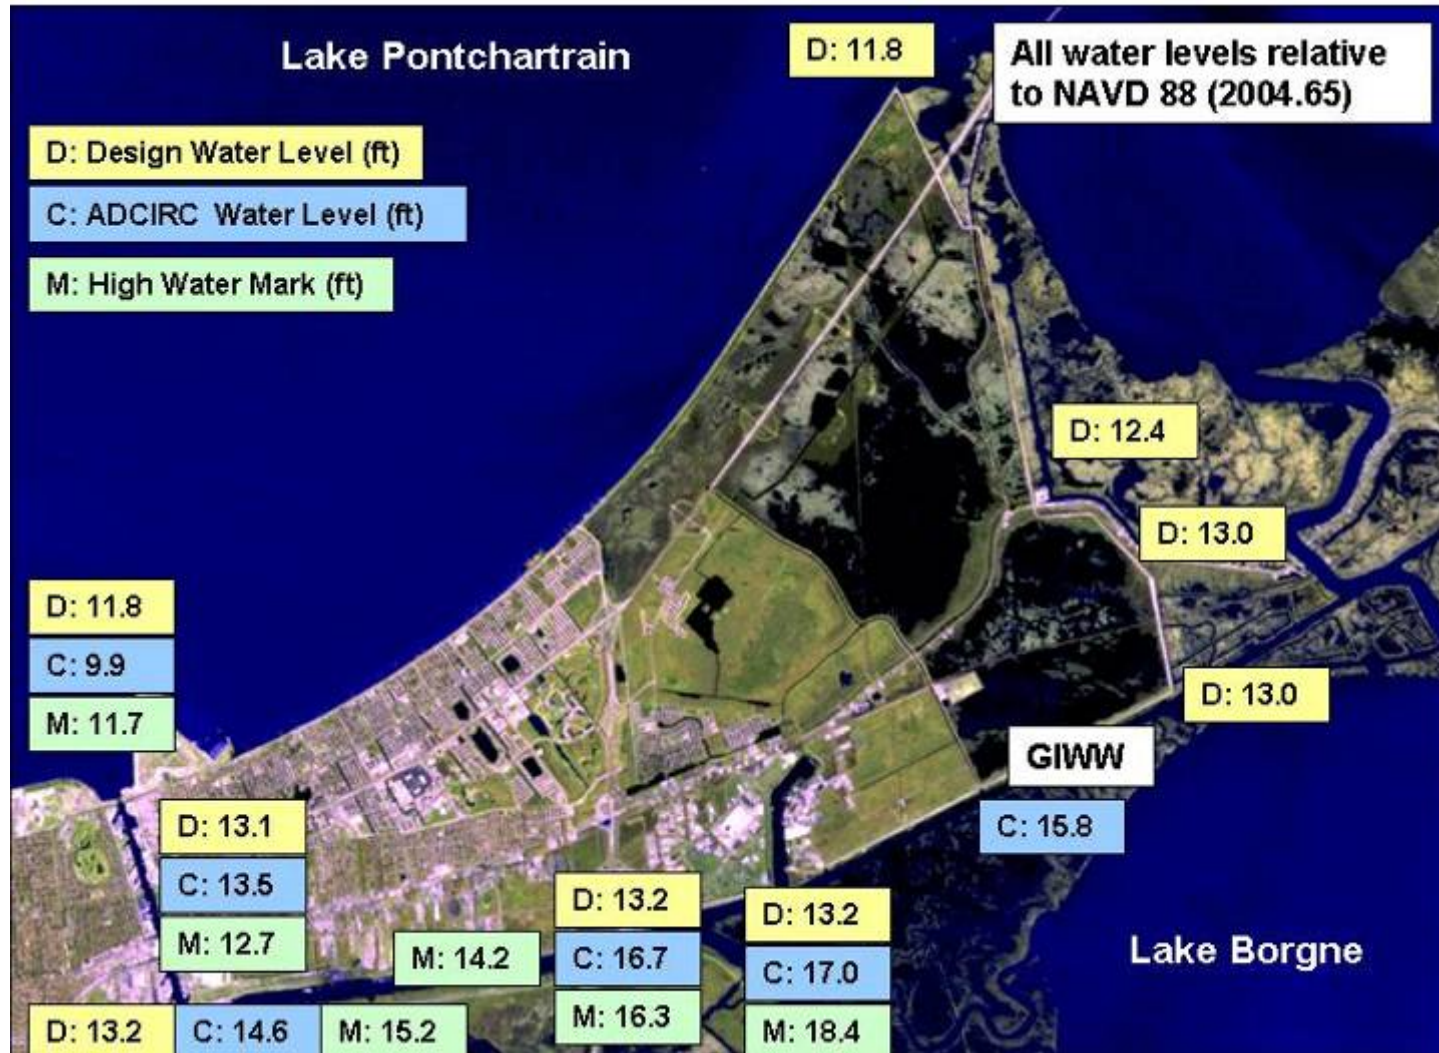 Lake Pontchartrain
D: 11.8
All water levels relative
to NAVD 88 (2004.65)
D: Design Water Level (ft)
C: ADCIRC Water Level (ft)
M: High Water Mark (ft)
D: 12.4
D: 13.0
D: 11.8
C: 9.9
M: 11.7
D: 13.0
GIWW
C: 15.8
D: 13.1
C: 13.5
M: 12.7
M: 14.2
D: 13.2
C: 16.7
M: 16.3
D: 13.2
C: 17.0
M: 18.4
Lake Borgne
D: 13.2
C: 14.6
M: 15.2